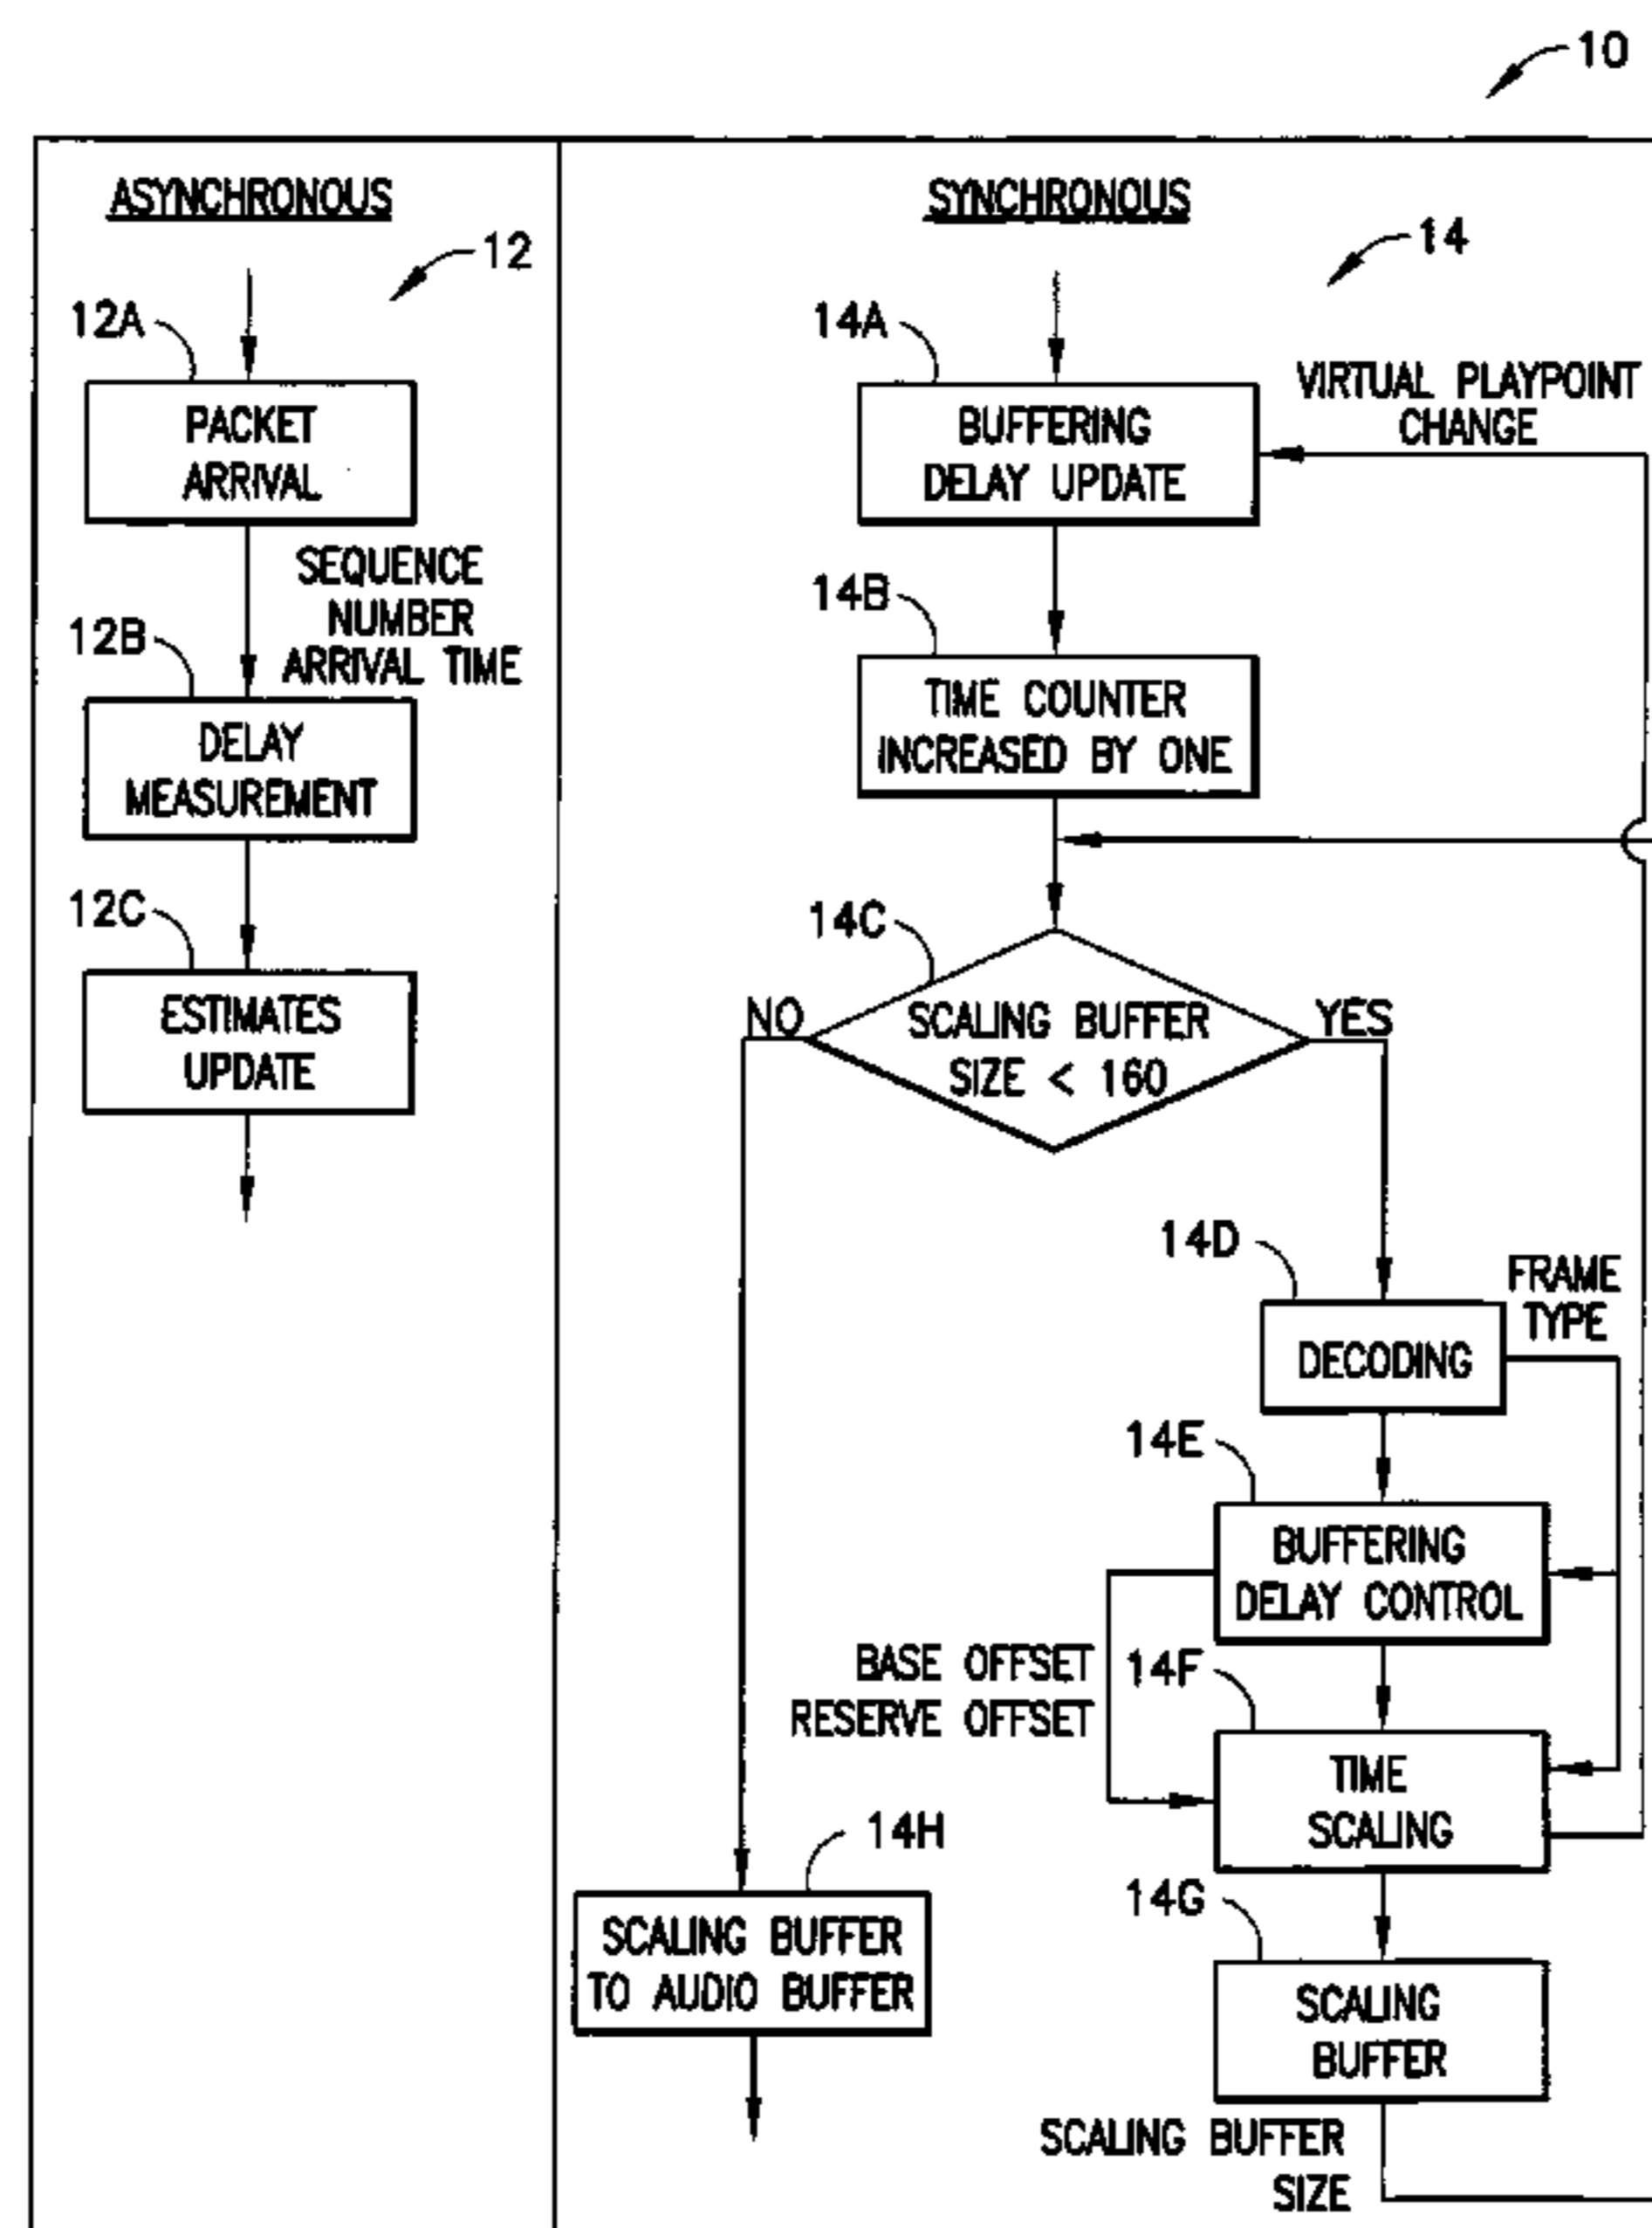 10
ASYNCHRONOUS
12
12A
PACKET
ARRIVAL
SEQUENCE
NUMBER
ARRIVAL TIME
12B
DELAY
MEASUREMENT
12C
ESTIMATES
UPDATE
SYNCHRONOUS
14
14A
BUFFERING
DELAY UPDATE
VIRTUAL PLAYPOINT
CHANGE
14B
TIME COUNTER
INCREASED BY ONE
14C
SCALING BUFFER
SIZE < 160
NO
YES
14D
DECODING
FRAME
TYPE
14E
BUFFERING
DELAY CONTROL
BASE OFFSET
RESERVE OFFSET
14F
TIME
SCALING
14G
SCALING
BUFFER
SCALING BUFFER
SIZE
14H
SCALING BUFFER
TO AUDIO BUFFER